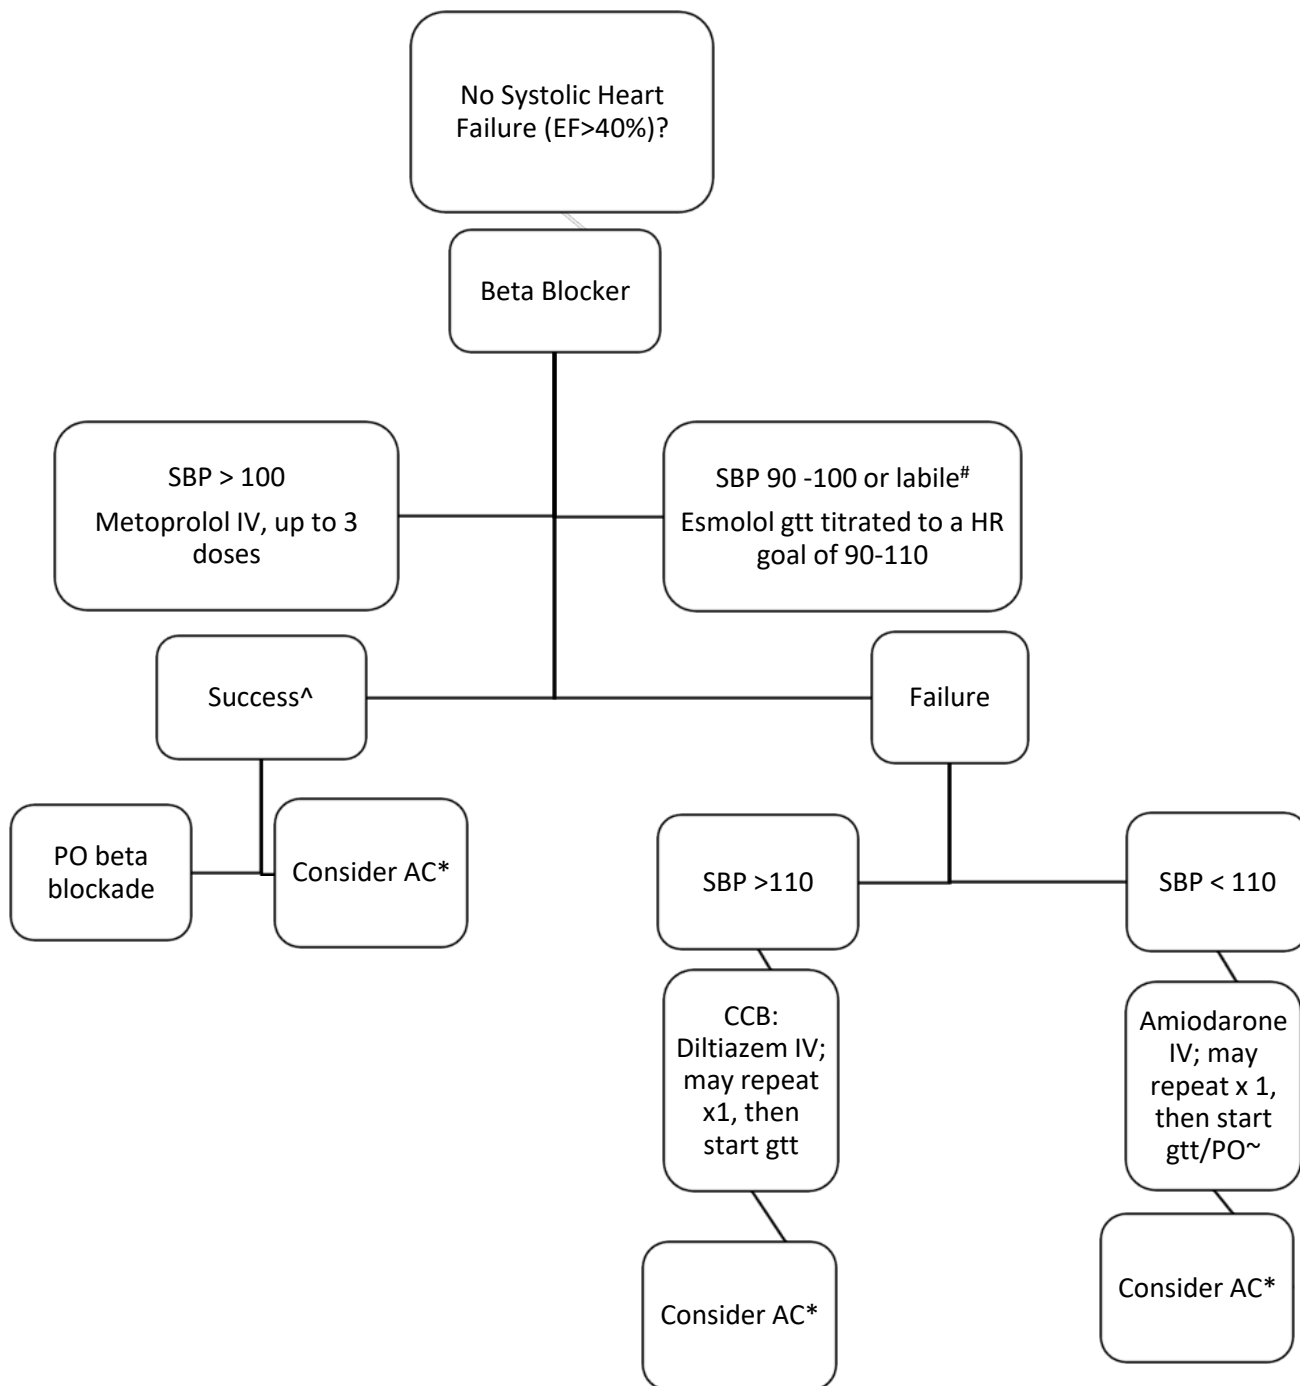 No Systolic Heart
Failure (EF>40%)?
Beta Blocker
SBP > 100
Metoprolol IV, up to 3
doses
SBP 90 -100 or labile#
Esmolol gtt titrated to a HR
goal of 90-110
Success^
Failure
PO beta
blockade
Consider AC*
SBP >110
SBP < 110
CCB:
Diltiazem IV;
may repeat
x1, then
start gtt
Amiodarone
IV; may
repeat x 1,
then start
gtt/PO~
Consider AC*
Consider AC*